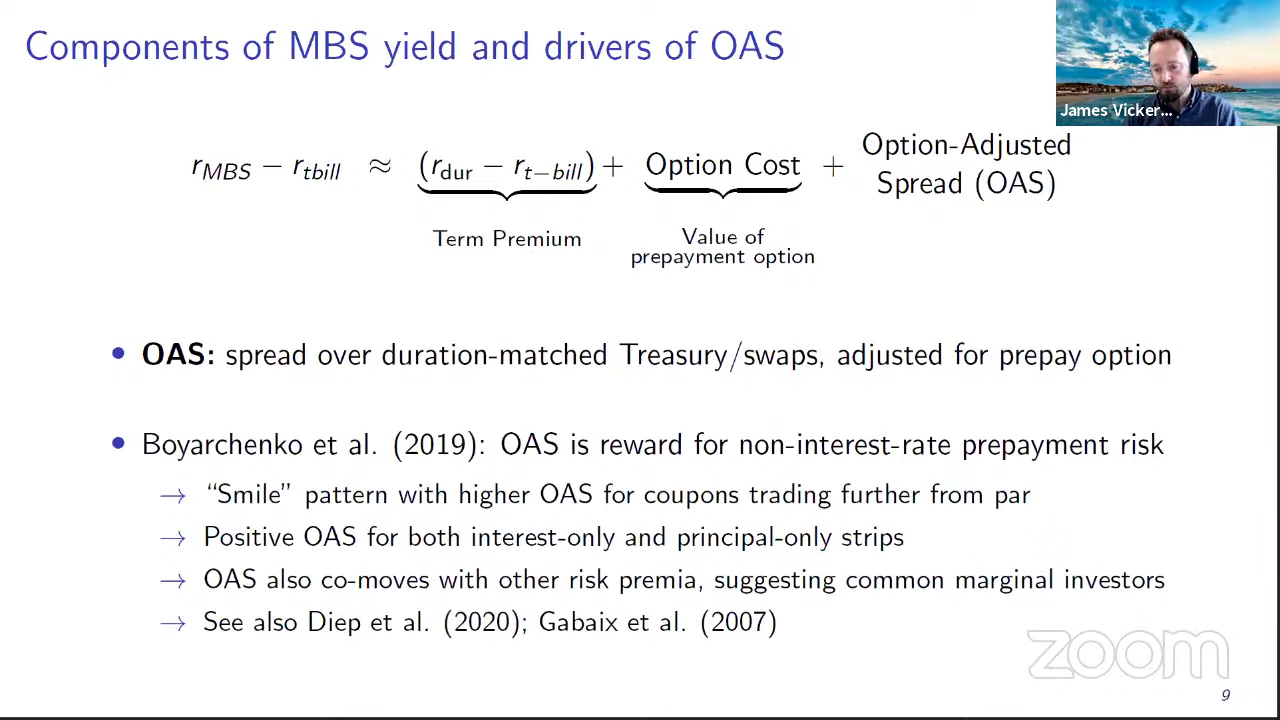 Components of MBS yield and drivers of OAS
James Vicker...
r_MBS − r_tbill ≈ (r_dur − r_t−bill) + Option Cost + Option-Adjusted Spread (OAS)
Term Premium
Value of
prepayment option
• OAS: spread over duration-matched Treasury/swaps, adjusted for prepay option
• Boyarchenko et al. (2019): OAS is reward for non-interest-rate prepayment risk
→ “Smile” pattern with higher OAS for coupons trading further from par
→ Positive OAS for both interest-only and principal-only strips
→ OAS also co-moves with other risk premia, suggesting common marginal investors
→ See also Diep et al. (2020); Gabaix et al. (2007)
zoom
9